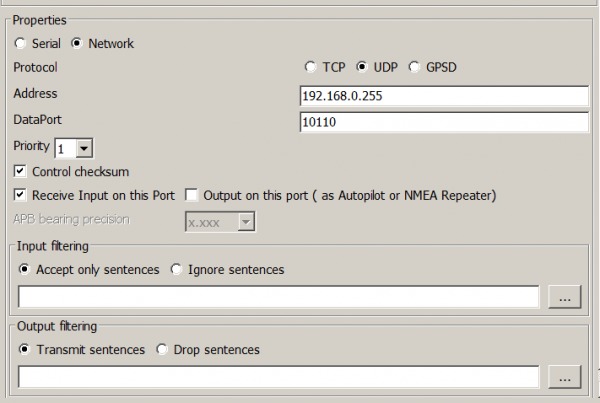 Properties
Serial Network
Protocol TCP UDP GPSD
Address 192.168.0.255
DataPort 10110
Priority 1
Control checksum
Receive Input on this Port Output on this port ( as Autopilot or NMEA Repeater)
APB bearing precision x.xxx
Input filtering
Accept only sentences Ignore sentences
...
Output filtering
Transmit sentences Drop sentences
...